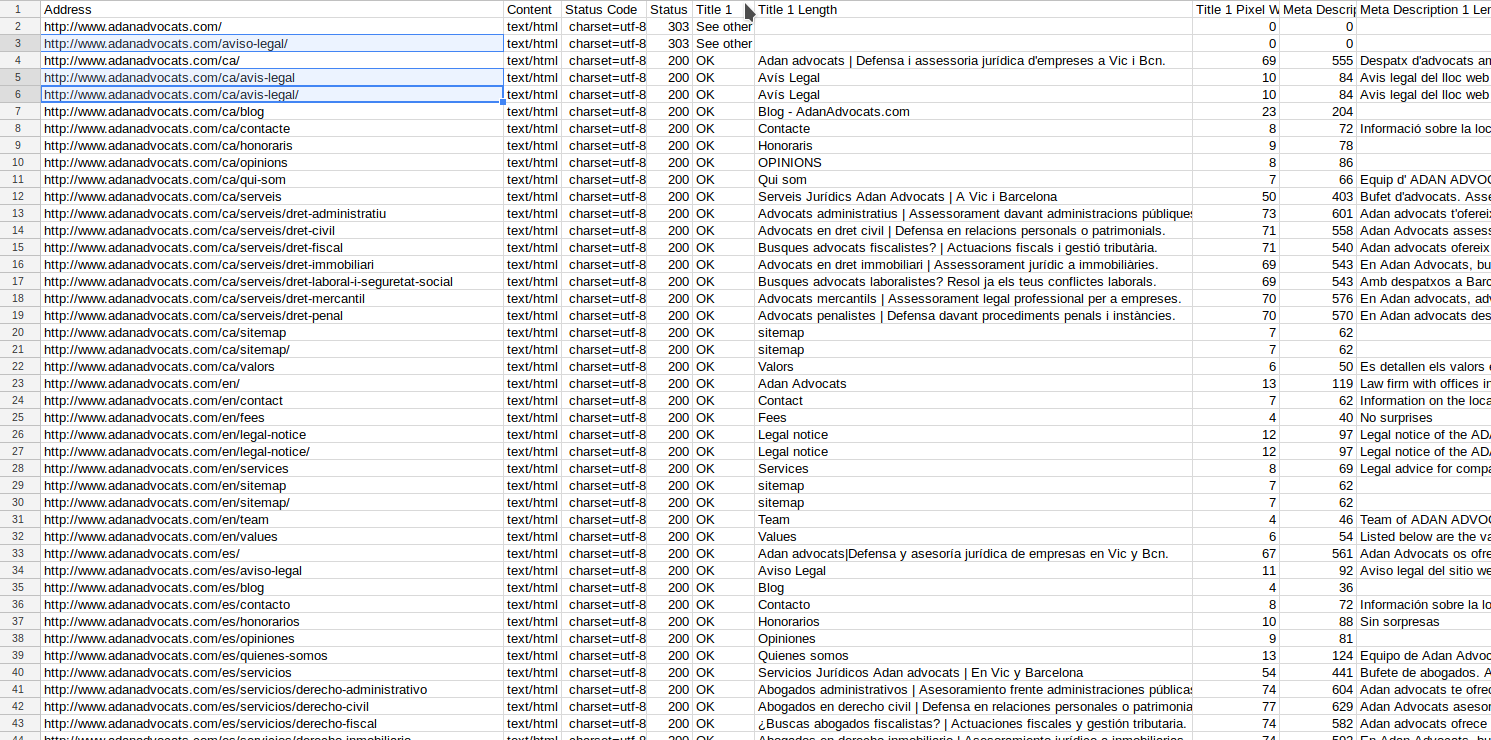 1 Address Content Status Code Status Title 1 Title 1 Length Title 1 Pixel W Meta Descrip Meta Description 1 Len
2 http://www.adanadvocats.com/ text/html charset=utf-8 303 See other 0 0
3 http://www.adanadvocats.com/aviso-legal/ text/html charset=utf-8 303 See other 0 0
4 http://www.adanadvocats.com/ca/ text/html charset=utf-8 200 OK Adan advocats | Defensa i assessoria jurídica d'empreses a Vic i Bcn. 69 555 Despatx d'advocats am
5 http://www.adanadvocats.com/ca/avis-legal text/html charset=utf-8 200 OK Avís Legal 10 84 Avis legal del lloc web
6 http://www.adanadvocats.com/ca/avis-legal/ text/html charset=utf-8 200 OK Avís Legal 10 84 Avis legal del lloc web
7 http://www.adanadvocats.com/ca/blog text/html charset=utf-8 200 OK Blog - AdanAdvocats.com 23 204
8 http://www.adanadvocats.com/ca/contacte text/html charset=utf-8 200 OK Contacte 8 72 Informació sobre la loc
9 http://www.adanadvocats.com/ca/honoraris text/html charset=utf-8 200 OK Honoraris 9 78
10 http://www.adanadvocats.com/ca/opinions text/html charset=utf-8 200 OK OPINIONS 8 86
11 http://www.adanadvocats.com/ca/qui-som text/html charset=utf-8 200 OK Qui som 7 66 Equip d' ADAN ADVOC
12 http://www.adanadvocats.com/ca/serveis text/html charset=utf-8 200 OK Serveis Jurídics Adan Advocats | A Vic i Barcelona 50 403 Bufet d'advocats. Asse
13 http://www.adanadvocats.com/ca/serveis/dret-administratiu text/html charset=utf-8 200 OK Advocats administratius | Assessorament davant administracions públiques 73 601 Adan advocats t'ofereix
14 http://www.adanadvocats.com/ca/serveis/dret-civil text/html charset=utf-8 200 OK Advocats en dret civil | Defensa en relacions personals o patrimonials. 71 558 Adan Advocats assess
15 http://www.adanadvocats.com/ca/serveis/dret-fiscal text/html charset=utf-8 200 OK Busques advocats fiscalistes? | Actuacions fiscals i gestió tributària. 71 540 Adan advocats ofereix
16 http://www.adanadvocats.com/ca/serveis/dret-immobiliari text/html charset=utf-8 200 OK Advocats en dret immobiliari | Assessorament jurídic a immobiliàries. 69 543 En Adan Advocats, bu
17 http://www.adanadvocats.com/ca/serveis/dret-laboral-i-seguretat-social text/html charset=utf-8 200 OK Busques advocats laboralistes? Resol ja els teus conflictes laborals. 69 543 Amb despatxos a Barc
18 http://www.adanadvocats.com/ca/serveis/dret-mercantil text/html charset=utf-8 200 OK Advocats mercantils | Assessorament legal professional per a empreses. 70 576 En Adan advocats, adv
19 http://www.adanadvocats.com/ca/serveis/dret-penal text/html charset=utf-8 200 OK Advocats penalistes | Defensa davant procediments penals i instàncies. 70 570 En Adan advocats des
20 http://www.adanadvocats.com/ca/sitemap text/html charset=utf-8 200 OK sitemap 7 62
21 http://www.adanadvocats.com/ca/sitemap/ text/html charset=utf-8 200 OK sitemap 7 62
22 http://www.adanadvocats.com/ca/valors text/html charset=utf-8 200 OK Valors 6 50 Es detallen els valors
23 http://www.adanadvocats.com/en/ text/html charset=utf-8 200 OK Adan Advocats 13 119 Law firm with offices in
24 http://www.adanadvocats.com/en/contact text/html charset=utf-8 200 OK Contact 7 62 Information on the loca
25 http://www.adanadvocats.com/en/fees text/html charset=utf-8 200 OK Fees 4 40 No surprises
26 http://www.adanadvocats.com/en/legal-notice text/html charset=utf-8 200 OK Legal notice 12 97 Legal notice of the ADA
27 http://www.adanadvocats.com/en/legal-notice/ text/html charset=utf-8 200 OK Legal notice 12 97 Legal notice of the ADA
28 http://www.adanadvocats.com/en/services text/html charset=utf-8 200 OK Services 8 69 Legal advice for compa
29 http://www.adanadvocats.com/en/sitemap text/html charset=utf-8 200 OK sitemap 7 62
30 http://www.adanadvocats.com/en/sitemap/ text/html charset=utf-8 200 OK sitemap 7 62
31 http://www.adanadvocats.com/en/team text/html charset=utf-8 200 OK Team 4 46 Team of ADAN ADVOC
32 http://www.adanadvocats.com/en/values text/html charset=utf-8 200 OK Values 6 54 Listed below are the va
33 http://www.adanadvocats.com/es/ text/html charset=utf-8 200 OK Adan advocats|Defensa y asesoría jurídica de empresas en Vic y Bcn. 67 561 Adan Advocats os ofre
34 http://www.adanadvocats.com/es/aviso-legal text/html charset=utf-8 200 OK Aviso Legal 11 92 Aviso legal del sitio we
35 http://www.adanadvocats.com/es/blog text/html charset=utf-8 200 OK Blog 4 36
36 http://www.adanadvocats.com/es/contacto text/html charset=utf-8 200 OK Contacto 8 72 Información sobre la lo
37 http://www.adanadvocats.com/es/honorarios text/html charset=utf-8 200 OK Honorarios 10 88 Sin sorpresas
38 http://www.adanadvocats.com/es/opiniones text/html charset=utf-8 200 OK Opiniones 9 81
39 http://www.adanadvocats.com/es/quienes-somos text/html charset=utf-8 200 OK Quienes somos 13 124 Equipo de Adan Advoc
40 http://www.adanadvocats.com/es/servicios text/html charset=utf-8 200 OK Servicios Jurídicos Adan advocats | En Vic y Barcelona 54 441 Bufete de abogados. A
41 http://www.adanadvocats.com/es/servicios/derecho-administrativo text/html charset=utf-8 200 OK Abogados administrativos | Asesoramiento frente administraciones públicas 74 604 Adan advocats te ofrec
42 http://www.adanadvocats.com/es/servicios/derecho-civil text/html charset=utf-8 200 OK Abogados en derecho civil | Defensa en relaciones personales o patrimonia 77 629 Adan Advocats asesor
43 http://www.adanadvocats.com/es/servicios/derecho-fiscal text/html charset=utf-8 200 OK ¿Buscas abogados fiscalistas? | Actuaciones fiscales y gestión tributaria. 74 582 Adan advocats ofrece